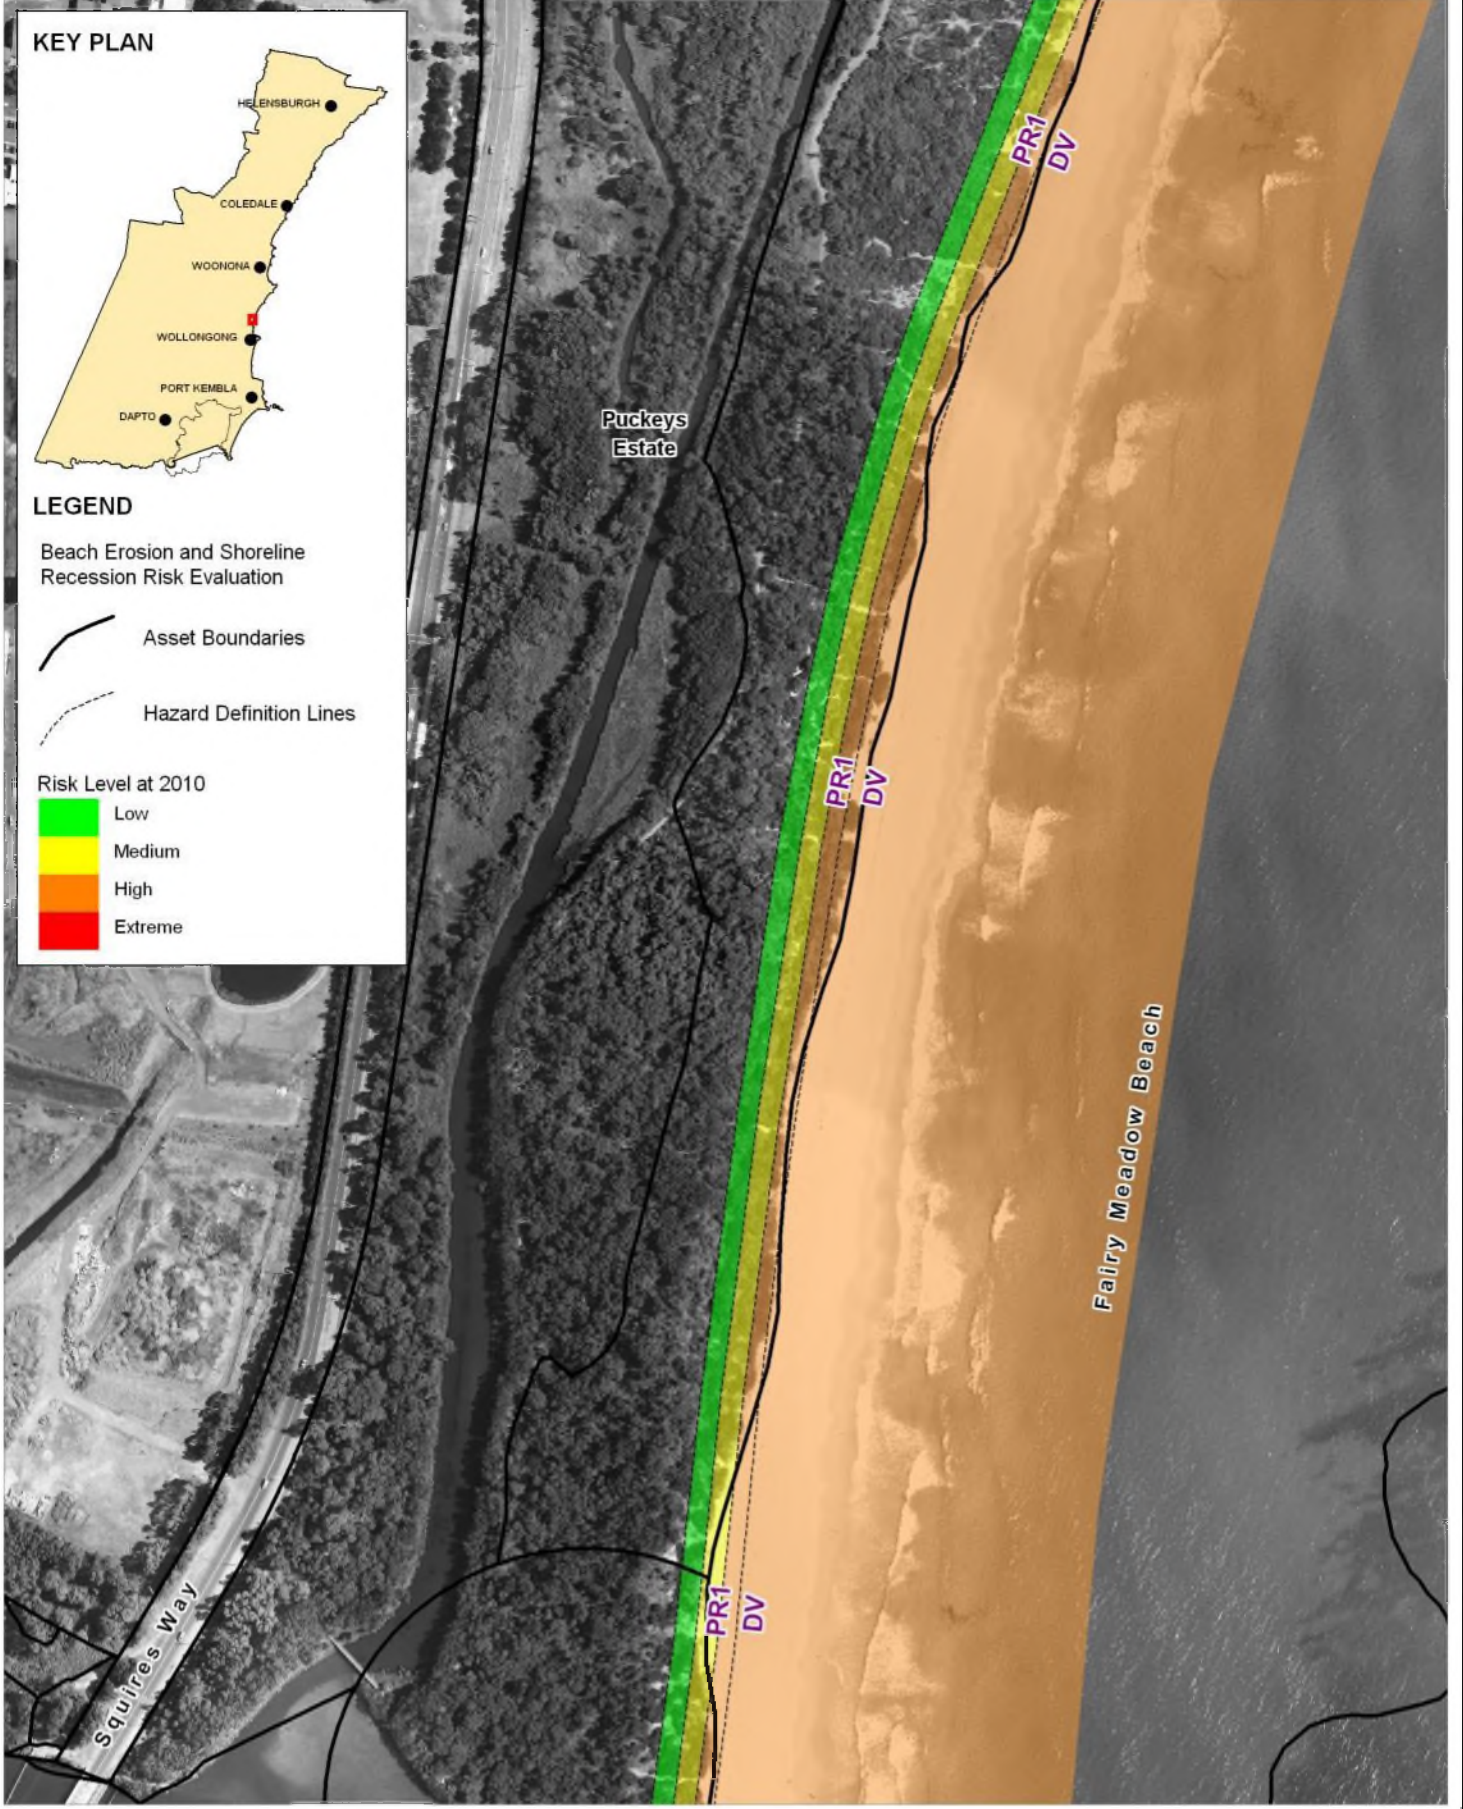 KEY PLAN
HELENSBURGH
COLEDALE
WOONONA
WOLLONGONG
PORT KEMBLA
DAPTO
LEGEND
Beach Erosion and Shoreline
Recession Risk Evaluation
Asset Boundaries
Hazard Definition Lines
Risk Level at 2010
Low
Medium
High
Extreme
PR1
DV
Puckeys
Estate
PR1
DV
Fairy Meadow Beach
PR1
DV
Squires Way